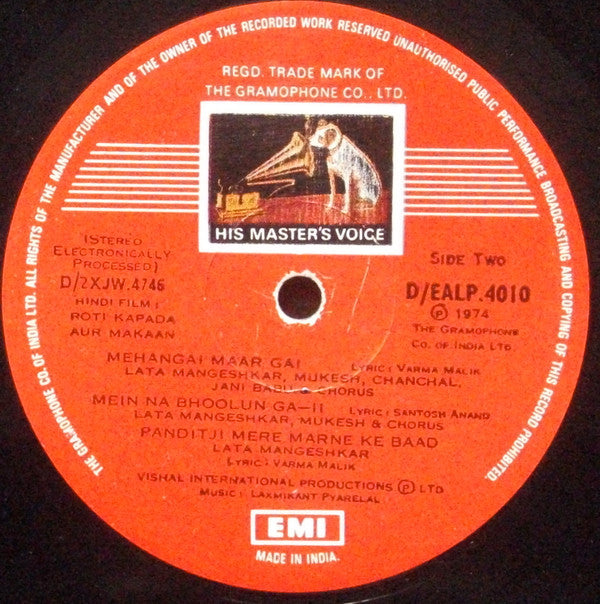 THE GRAMOPHONE CO. OF INDIA LTD. ALL RIGHTS OF THE MANUFACTURER AND OF THE OWNER OF THE RECORDED WORK RESERVED UNAUTHORISED PUBLIC PERFORMANCE BROADCASTING AND COPYING OF THIS RECORD PROHIBITED.
REGD. TRADE MARK OF
THE GRAMOPHONE CO., LTD.
HIS MASTER'S VOICE
(STEREO
ELECTRONICALLY
PROCESSED)
D/2XJW.4746
HINDI FILM :
ROTI KAPADA
AUR MAKAAN
SIDE TWO
D/EALP.4010
Ⓟ 1974
THE GRAMOPHONE
CO. OF INDIA LTD
MEHANGAI MAAR GAI LYRIC: VARMA MALIK
LATA MANGESHKAR, MUKESH, CHANCHAL,
JANI BABU & CHORUS
MEIN NA BHOOLUN GA—II LYRIC: SANTOSH ANAND
LATA MANGESHKAR, MUKESH & CHORUS
PANDITJI MERE MARNE KE BAAD
LATA MANGESHKAR
LYRIC: VARMA MALIK
VISHAL INTERNATIONAL PRODUCTIONS Ⓟ LTD
MUSIC: LAXMIKANT PYARELAL
EMI
MADE IN INDIA.